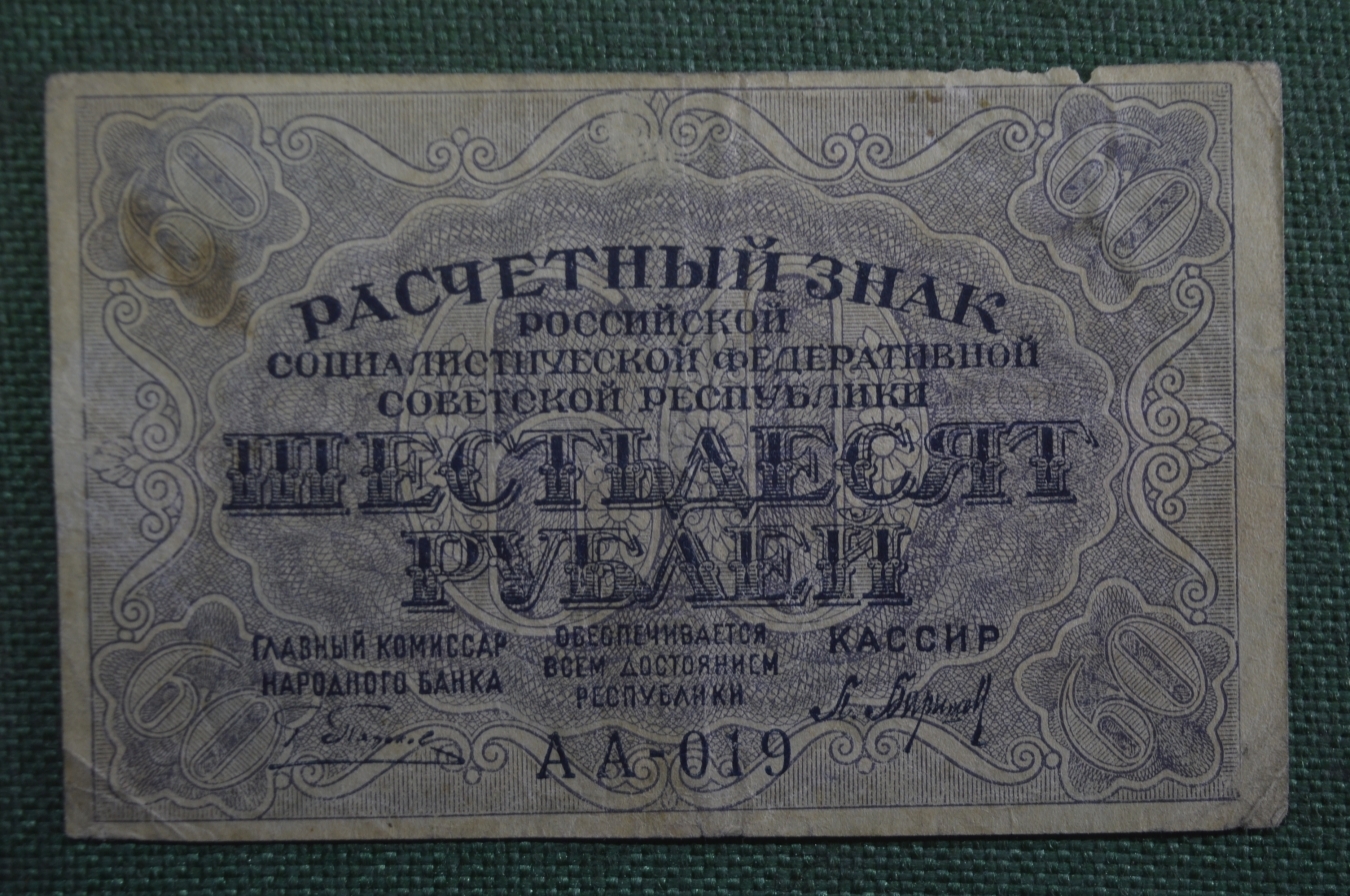 60
60
РАСЧЕТНЫЙ ЗНАК
РОССИЙСКОЙ
СОЦИАЛИСТИЧЕСКОЙ ФЕДЕРАТИВНОЙ
СОВЕТСКОЙ РЕСПУБЛИКИ
60
ШЕСТЬДЕСЯТ
РУБЛЕЙ
ГЛАВНЫЙ КОМИССАР
НАРОДНОГО БАНКА
ОБЕСПЕЧИВАЕТСЯ
ВСЕМ ДОСТОЯНИЕМ
РЕСПУБЛИКИ
КАССИР
АА-019
60
60